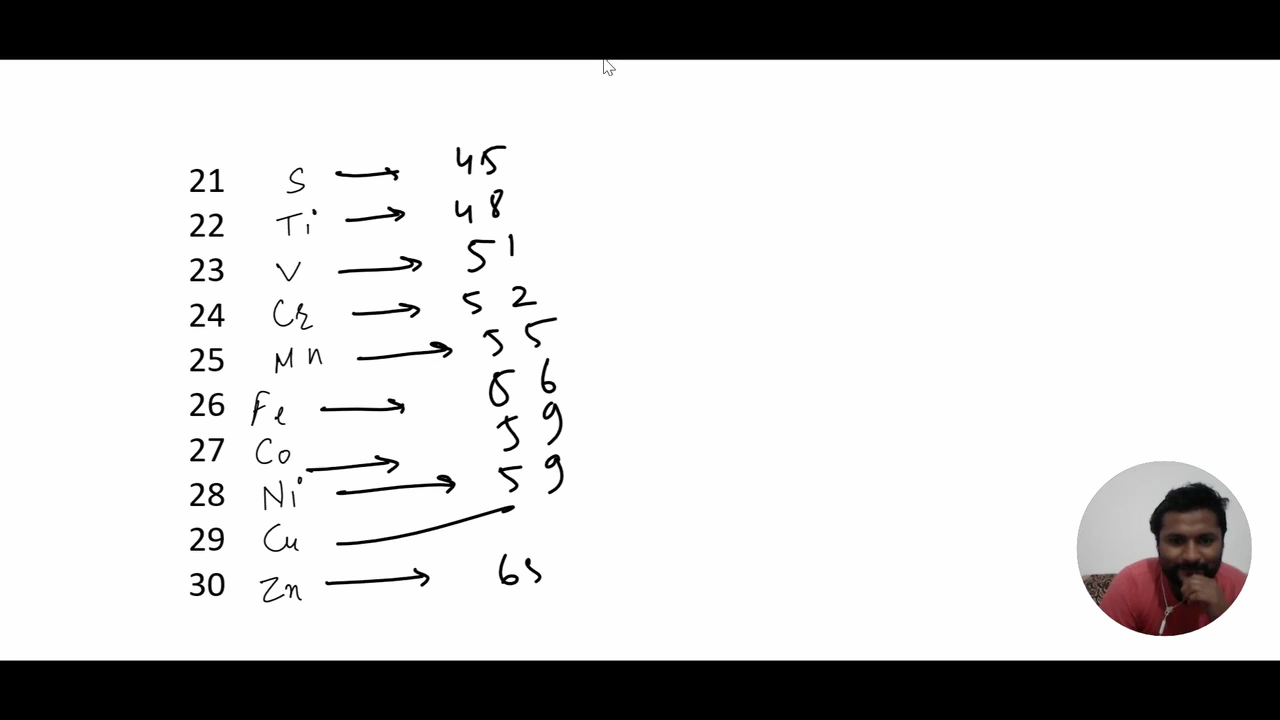 21 S → 45
22 Ti → 48
23 V → 51
24 Cr → 52
25 Mn → 55
26 Fe → 56
27 Co → 59
28 Ni → 59
29 Cu
30 Zn → 65